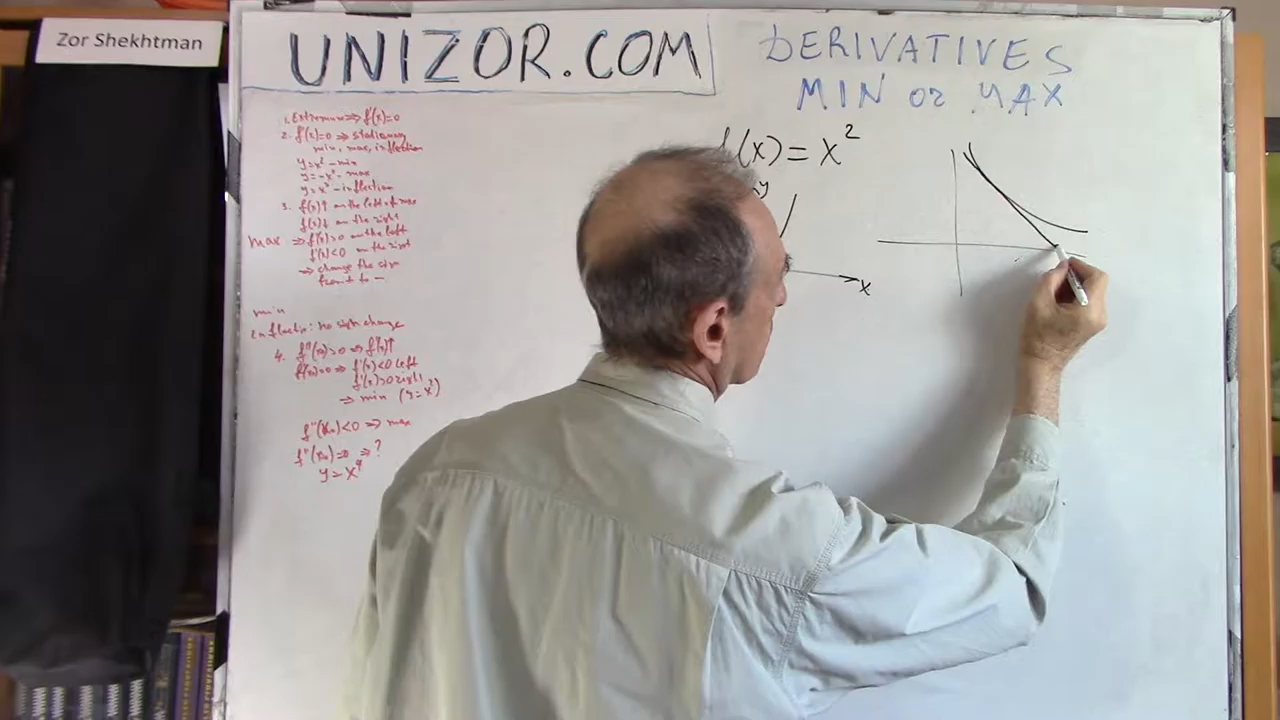 Zor Shekhtman
UNIZOR.COM
DERIVATIVES
MIN or MAX
1. Extremum ⇒ f'(x)=0
2. f'(x)=0 ⇒ stationary
min, max, inflection
y=x² - min
y=-x² - max
y=x³ - inflection
3. f(x)↑ on the left of max
f(x)↓ on the right
max ⇒ f'(x)>0 on the left
f'(x)<0 on the right
⇒ change the sign
from + to −
min
Inflection: no sign change
4. f''(x₀)>0 ⇒ f'(x)↑
f'(x₀)=0 ⇒ f'(x)<0 left
f'(x)>0 right
⇒ min (y=x²)
f''(x₀)<0 ⇒ max
f''(x₀)=0 ⇒ ?
y=x⁴
f(x)=x²
y
x